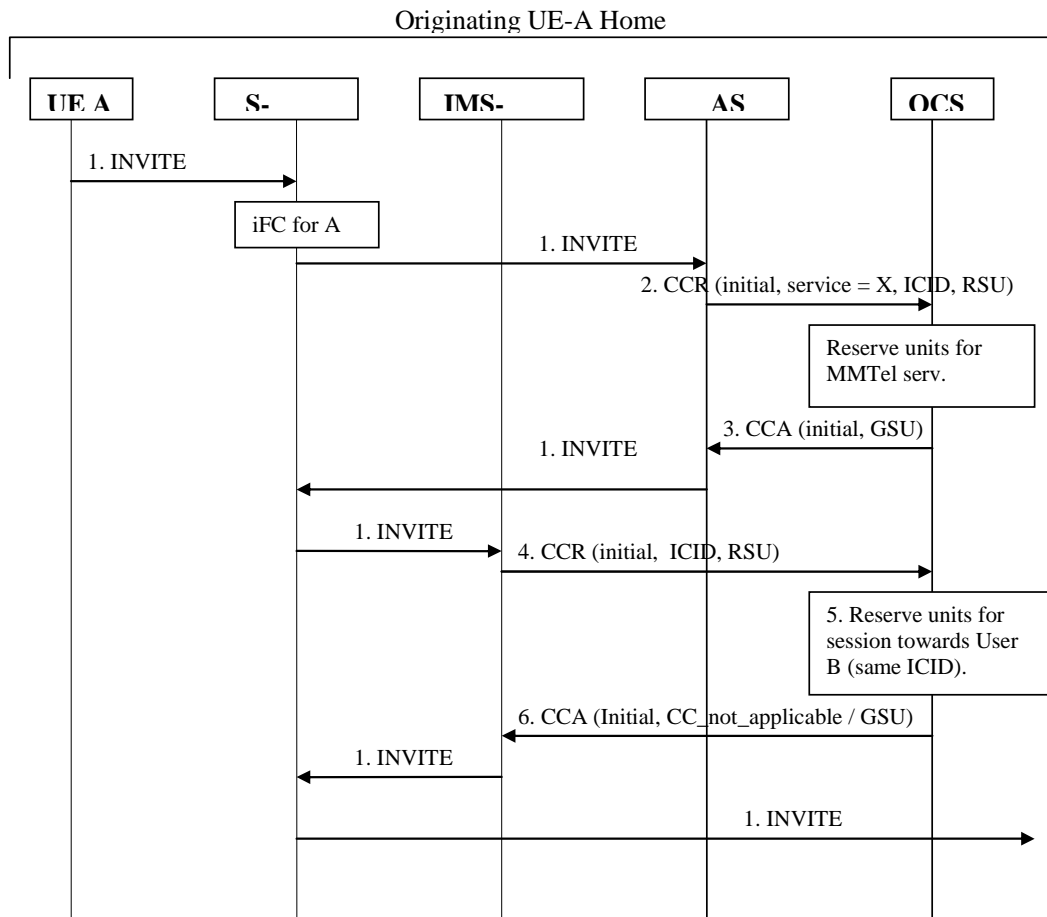 Originating UE-A Home
UE A
S-
IMS-
AS
OCS
1. INVITE
iFC for A
1. INVITE
2. CCR (initial, service = X, ICID, RSU)
Reserve units for
MMTel serv.
3. CCA (initial, GSU)
1. INVITE
1. INVITE
4. CCR (initial, ICID, RSU)
5. Reserve units for
session towards User
B (same ICID).
6. CCA (Initial, CC_not_applicable / GSU)
1. INVITE
1. INVITE